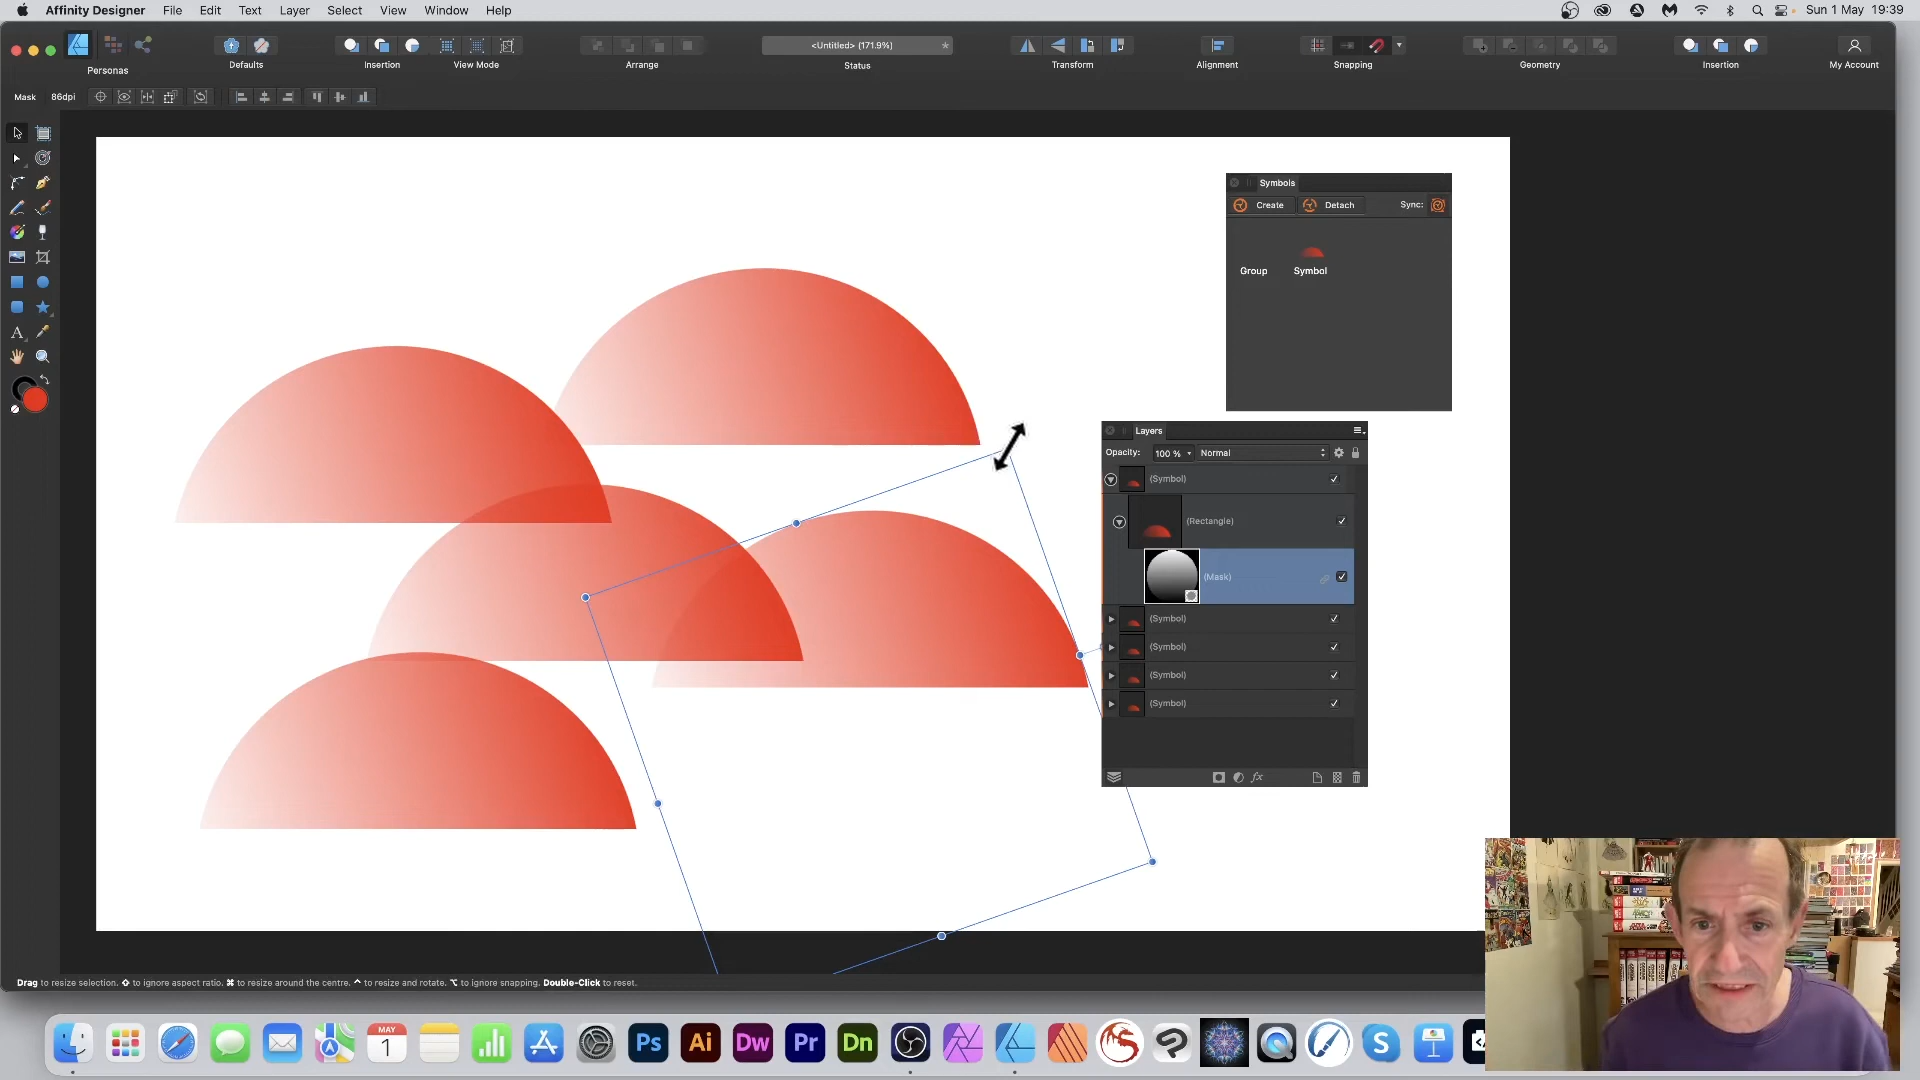 Affinity Designer File Edit Text Layer Select View Window Help Sun 1 May 19:39
<Untitled> (171.9%) *
Personas Defaults Insertion View Mode Arrange Status Transform Alignment Snapping Geometry Insertion My Account
Mask 86dpi
Symbols
Create Detach Sync:
Group Symbol
Layers
Opacity: 100 % Normal
(Symbol)
(Rectangle)
(Mask)
(Symbol)
(Symbol)
(Symbol)
(Symbol)
fx
A
Drag to resize selection. ⇧ to ignore aspect ratio. ⌘ to resize around the centre. ^ to resize and rotate. ⌥ to ignore snapping. Double-Click to reset.
MAY
1
Ps Ai Dw Pr Dn S